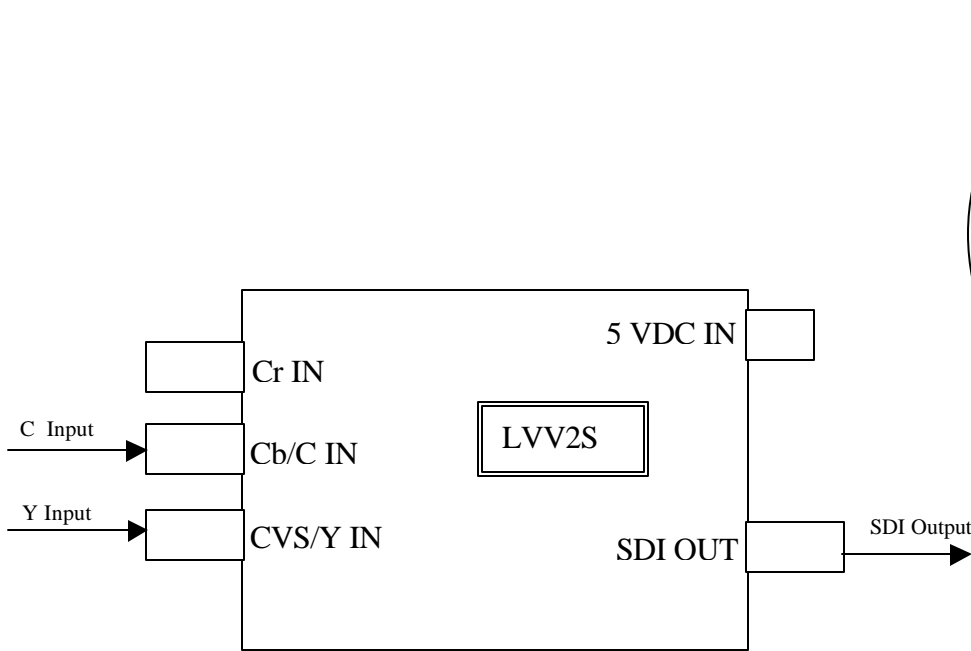 5 VDC IN
Cr IN
C Input
Cb/C IN
LVV2S
Y Input
CVS/Y IN
SDI Output
SDI OUT